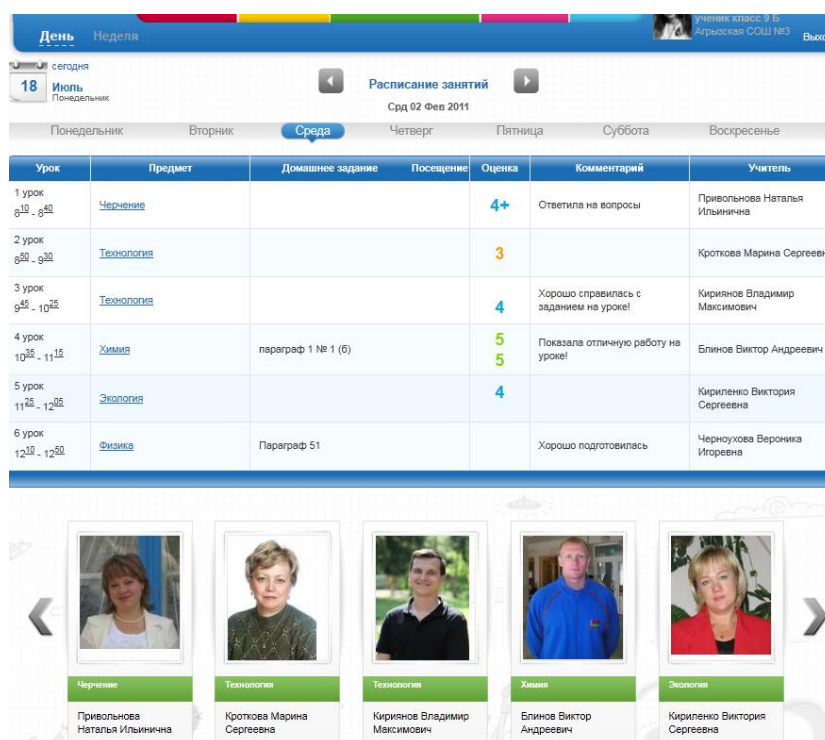 ученик класс 9 Б
День Неделя
Агрызская СОШ №3
сегодня
18 Июль
Понедельник
Расписание занятий
Срд 02 Фев 2011
Понедельник Вторник Среда Четверг Пятница Суббота Воскресенье
Урок Предмет Домашнее задание Посещение Оценка Комментарий Учитель
1 урок
8 10 - 8 40
Черчение
4+
Ответила на вопросы
Привольнова Наталья
Ильинична
2 урок
8 50 - 9 30
Технология
3
Кроткова Марина
3 урок
9 45 - 10 25
Технология
4
Хорошо справилась с
заданием на уроке!
Кириянов Владимир
Максимович
4 урок
10 35 - 11 15
Химия
параграф 1 № 1 (б)
5
5
Показала отличную работу на
уроке!
Блинов Виктор Андреевич
5 урок
11 25 - 12 05
Экология
4
Кириленко Виктория
Сергеевна
6 урок
12 10 - 12 50
Физика
Параграф 51
Хорошо подготовилась
Черноухова Вероника
Игоревна
Черчение Технология Технология Химия Экология
Привольнова Кроткова Марина Кириянов Владимир Блинов Виктор Кириленко Виктория
Наталья Ильинична Сергеевна Максимович Андреевич Сергеевна